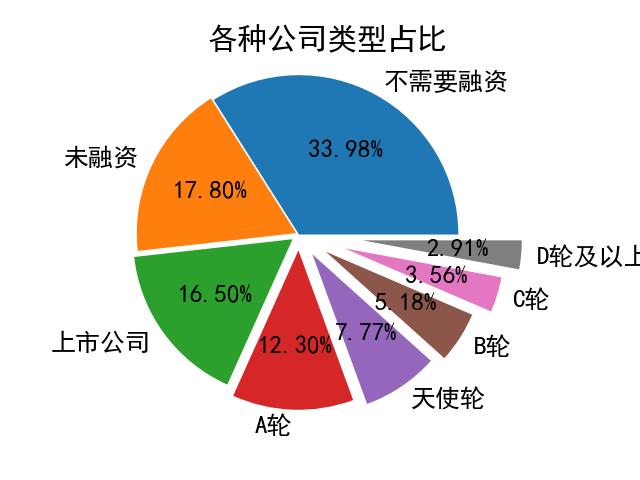 各种公司类型占比
不需要融资
33.98%
未融资
17.80%
上市公司
16.50%
A轮
12.30%
天使轮
7.77%
B轮
5.18%
C轮
3.56%
D轮及以上
2.91%